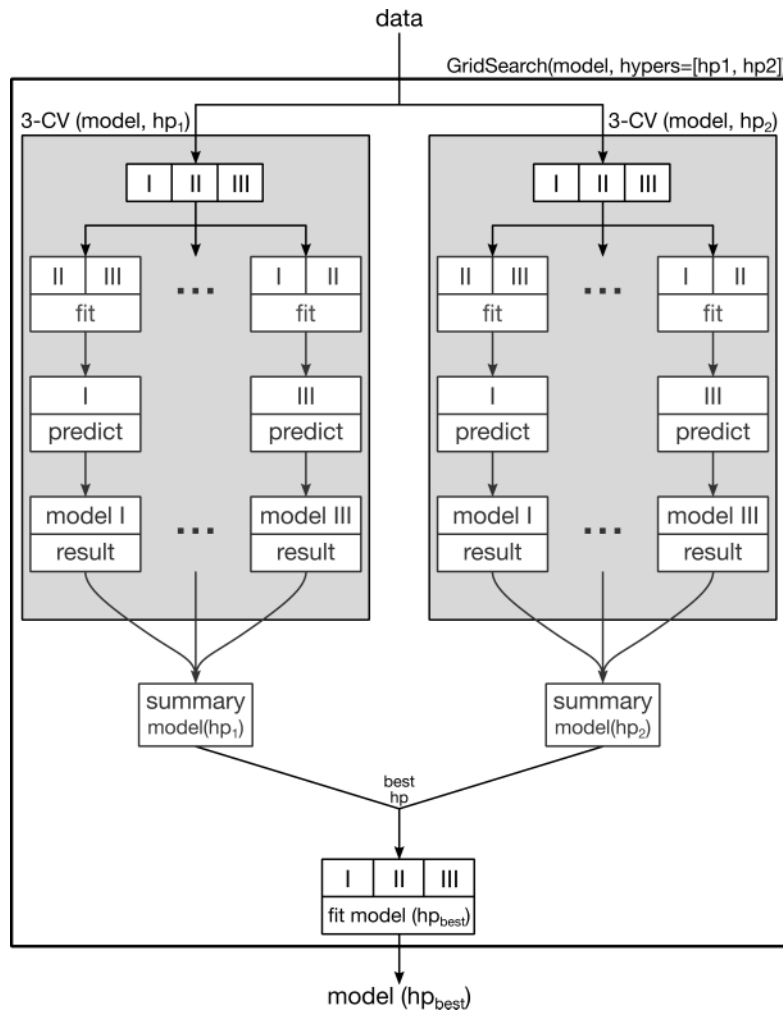 data
GridSearch(model, hypers=[hp1, hp2])
3-CV (model, hp₁)
3-CV (model, hp₂)
I II III
I II III
II III
...
I II
II III
...
I II
fit
fit
fit
fit
I
III
I
III
predict
predict
predict
predict
model I
...
model III
model I
...
model III
result
result
result
result
summary
summary
model(hp₁)
model(hp₂)
best
hp
I II III
fit model (hpbest)
model (hpbest)